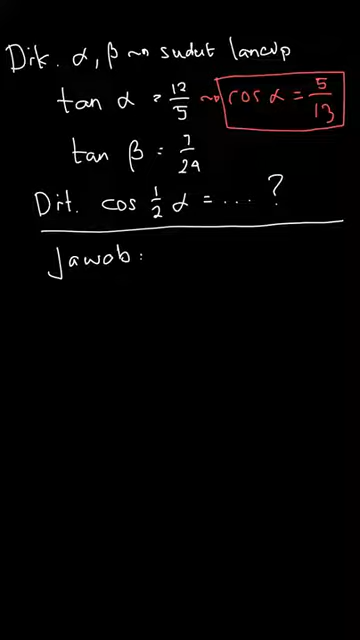 Dik. α, β ~> sudut lancip
tan α = 12/5 ~> cos α = 5/13
tan β = 7/24
Dit. cos 1/2 α = ... ?
Jawab :